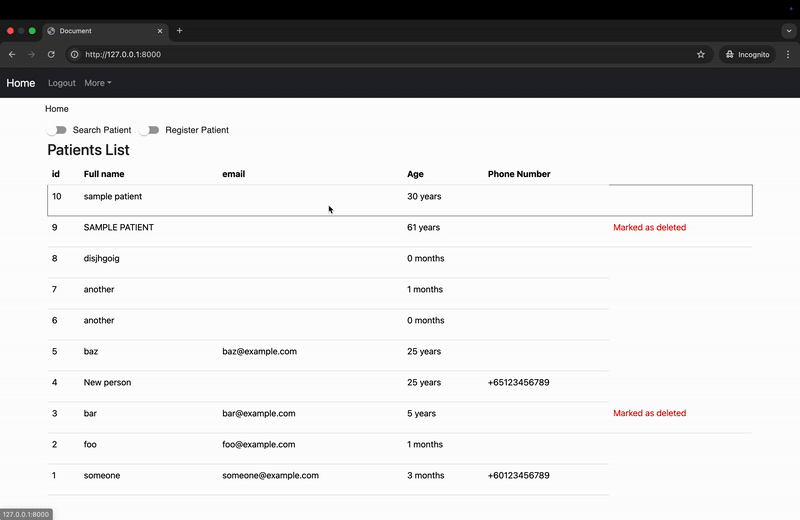 Document
http://127.0.0.1:8000
Incognito
Home Logout More
Home
Search Patient Register Patient
Patients List
id Full name email Age Phone Number
10 sample patient 30 years
9 SAMPLE PATIENT 61 years Marked as deleted
8 disjhgoig 0 months
7 another 1 months
6 another 0 months
5 baz baz@example.com 25 years
4 New person 25 years +65123456789
3 bar bar@example.com 5 years Marked as deleted
2 foo foo@example.com 1 months
1 someone someone@example.com 3 months +60123456789
127.0.0.1:8000